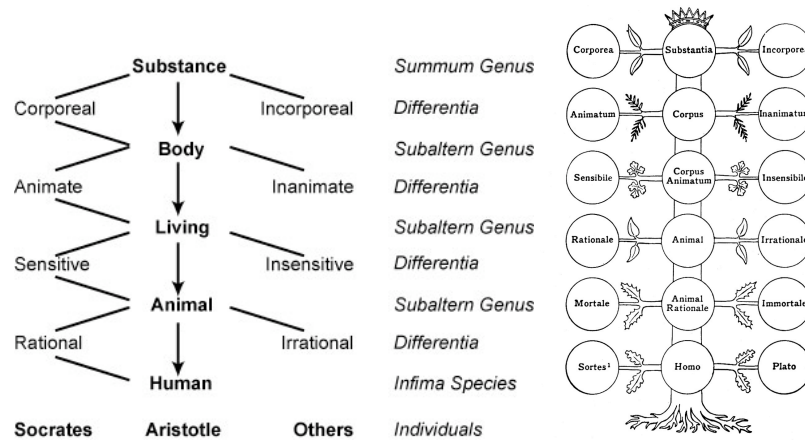 Substance Summum Genus
Corporeal Incorporeal Differentia
Body Subaltern Genus
Animate Inanimate Differentia
Living Subaltern Genus
Sensitive Insensitive Differentia
Animal Subaltern Genus
Rational Irrational Differentia
Human Infima Species
Socrates Aristotle Others Individuals
Corporea Substantia Incorporea
Animatum Corpus Inanimatum
Sensibile Corpus Insensibile
Animatum
Rationale Animal Irrationale
Mortale Animal Immortale
Rationale
Sortes¹ Homo Plato